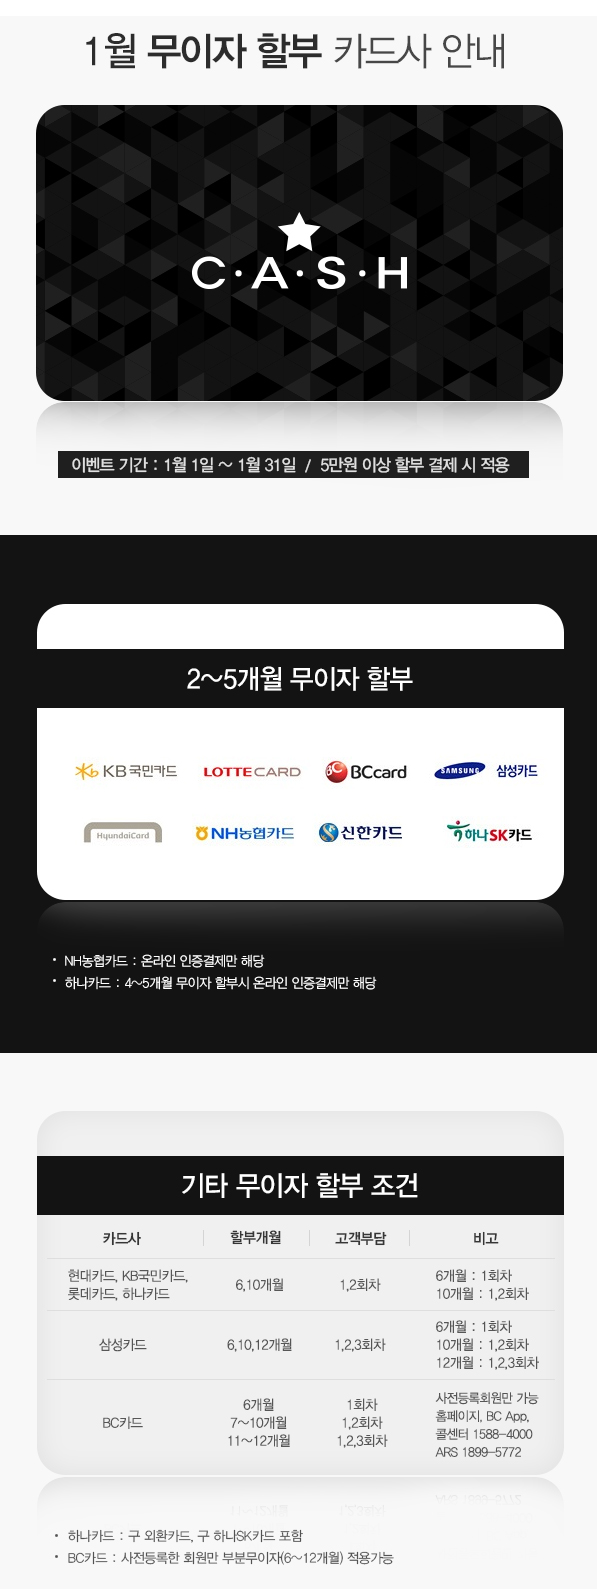 1월 무이자 할부 카드사 안내
C·A·S·H
이벤트 기간 : 1월 1일 ~ 1월 31일 / 5만원 이상 할부 결제 시 적용
2~5개월 무이자 할부
KB국민카드 LOTTE CARD BCcard SAMSUNG 삼성카드
HyundaiCard NH농협카드 신한카드 하나SK카드
· NH농협카드 : 온라인 인증결제만 해당
· 하나카드 : 4~5개월 무이자 할부시 온라인 인증결제만 해당
기타 무이자 할부 조건
카드사 할부개월 고객부담 비고
현대카드, KB국민카드,
롯데카드, 하나카드
6,10개월
1,2회차
6개월 : 1회차
10개월 : 1,2회차
삼성카드
6,10,12개월
1,2,3회차
6개월 : 1회차
10개월 : 1,2회차
12개월 : 1,2,3회차
BC카드
6개월
7~10개월
11~12개월
1회차
1,2회차
1,2,3회차
사전등록회원만 가능
홈페이지, BC App,
콜센터 1588-4000
ARS 1899-5772
· 하나카드 : 구 외환카드, 구 하나SK카드 포함
· BC카드 : 사전등록한 회원만 부분무이자(6~12개월) 적용가능